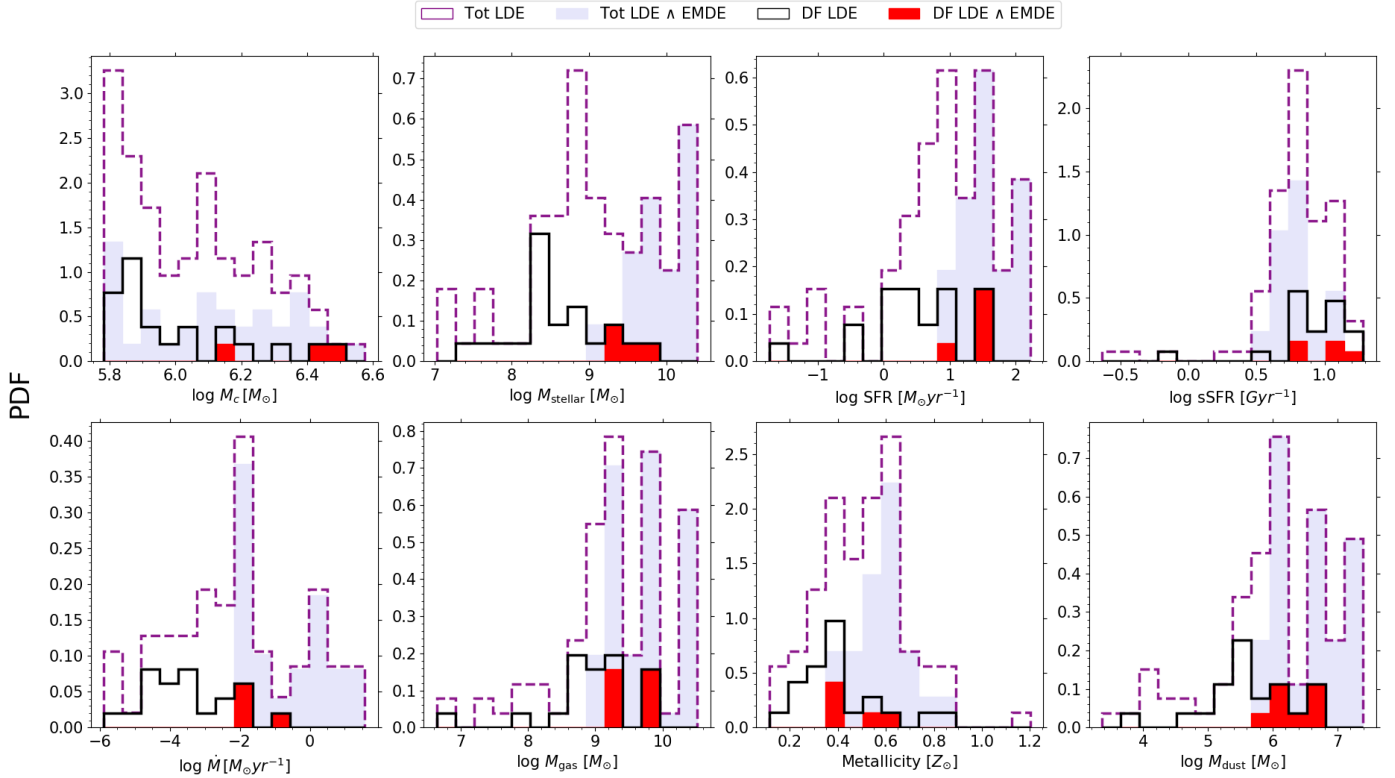 Tot LDE Tot LDE ∧ EMDE DF LDE DF LDE ∧ EMDE
3.0 2.5 2.0 1.5 1.0 0.5 0.0
5.8 6.0 6.2 6.4 6.6
log M_c [M_⊙]
0.7 0.6 0.5 0.4 0.3 0.2 0.1 0.0
7 8 9 10
log M_stellar [M_⊙]
0.6 0.5 0.4 0.3 0.2 0.1 0.0
−1 0 1 2
log SFR [M_⊙yr⁻¹]
2.0 1.5 1.0 0.5 0.0
−0.5 0.0 0.5 1.0
log sSFR [Gyr⁻¹]
PDF
0.40 0.35 0.30 0.25 0.20 0.15 0.10 0.05 0.00
−6 −4 −2 0
log Ṁ [M_⊙yr⁻¹]
0.8 0.7 0.6 0.5 0.4 0.3 0.2 0.1 0.0
7 8 9 10
log M_gas [M_⊙]
2.5 2.0 1.5 1.0 0.5 0.0
0.2 0.4 0.6 0.8 1.0 1.2
Metallicity [Z_⊙]
0.7 0.6 0.5 0.4 0.3 0.2 0.1 0.0
4 5 6 7
log M_dust [M_⊙]